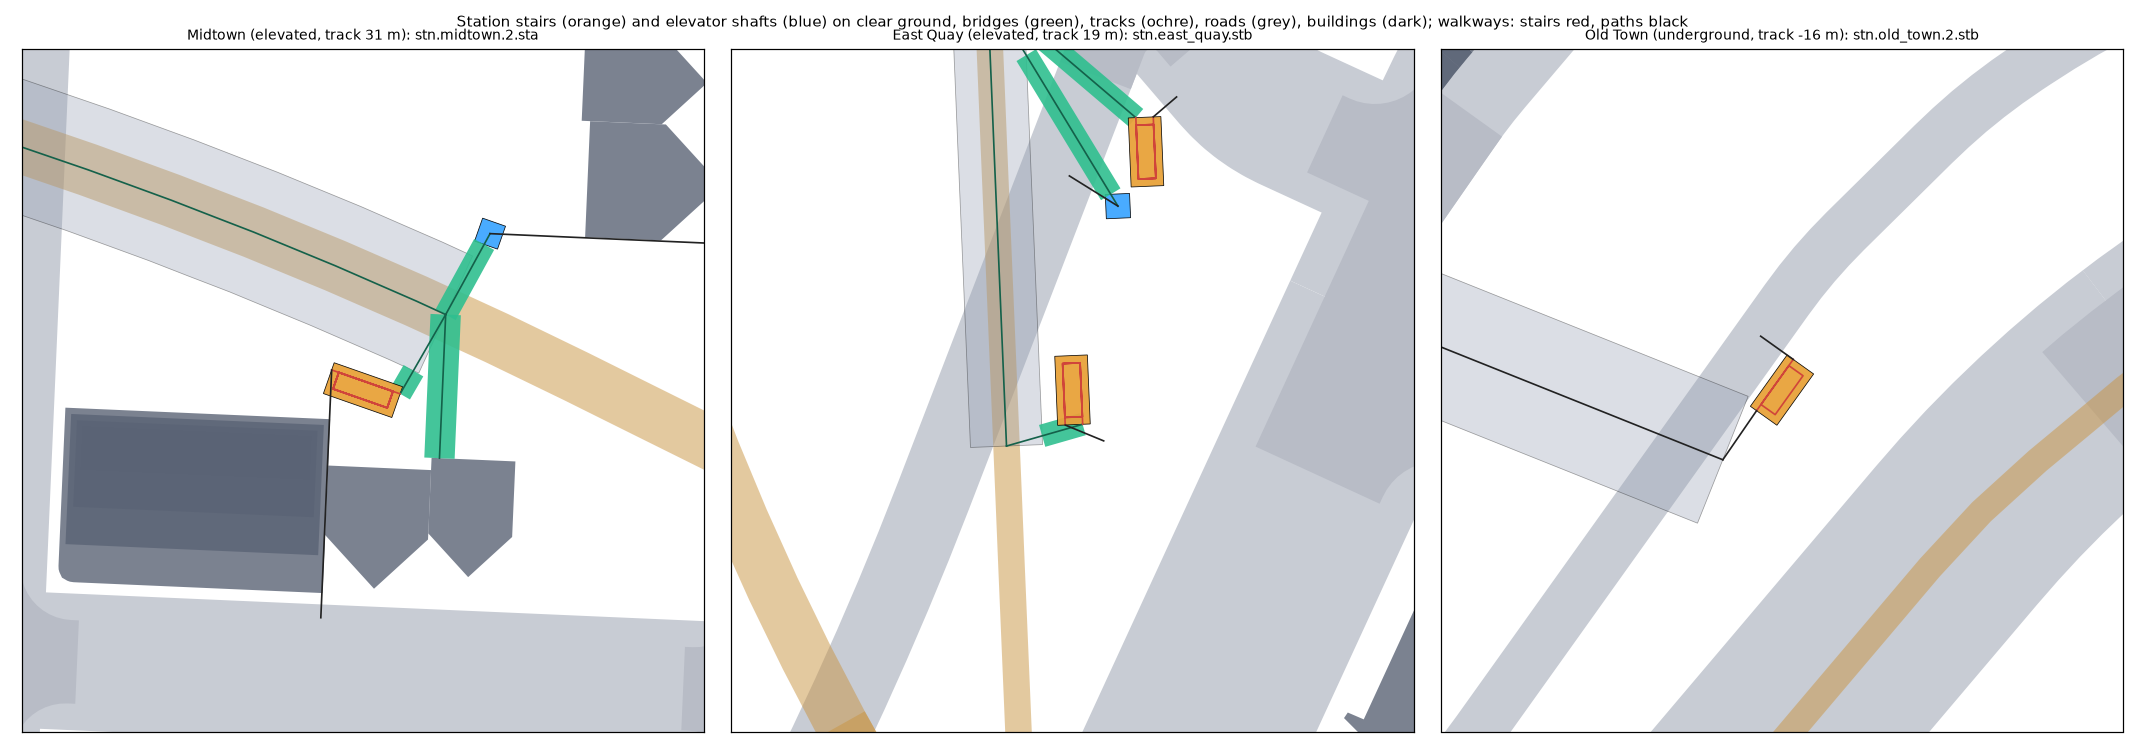 Station stairs (orange) and elevator shafts (blue) on clear ground, bridges (green), tracks (ochre), roads (grey), buildings (dark); walkways: stairs red, paths black
Midtown (elevated, track 31 m): stn.midtown.2.sta
East Quay (elevated, track 19 m): stn.east_quay.stb
Old Town (underground, track -16 m): stn.old_town.2.stb